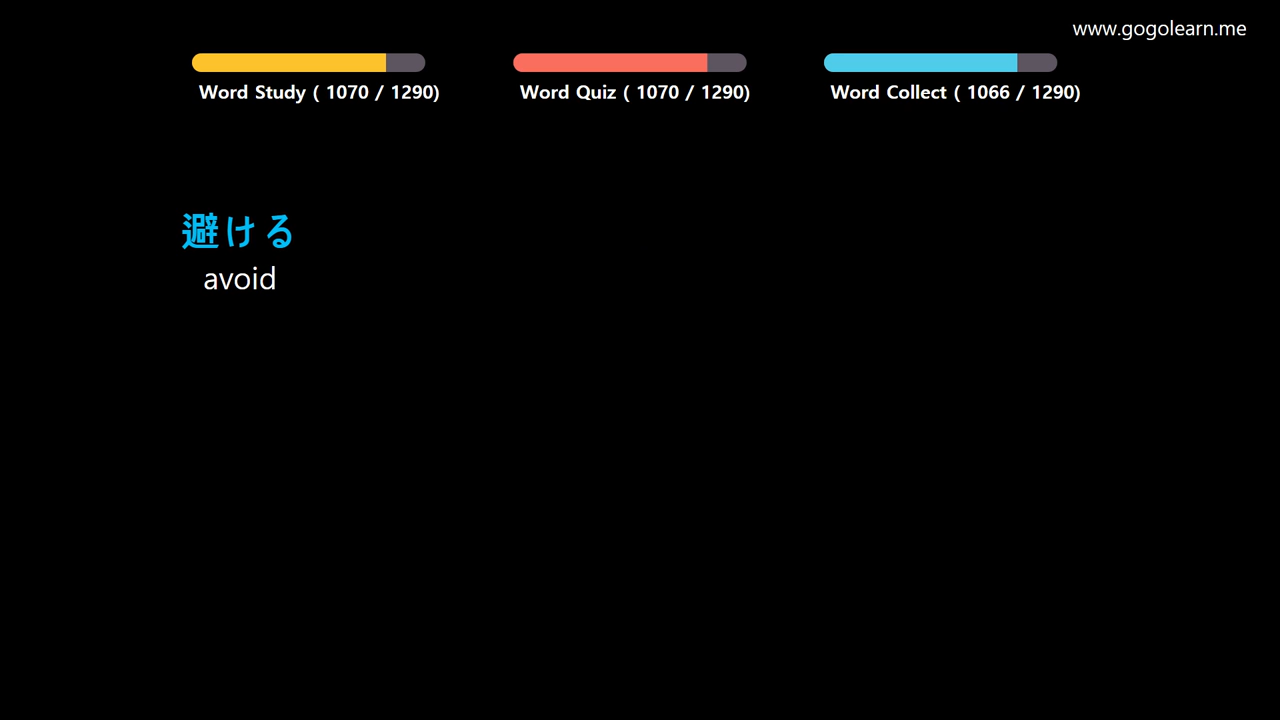 www.gogolearn.me
Word Study ( 1070 / 1290)
Word Quiz ( 1070 / 1290)
Word Collect ( 1066 / 1290)
避ける
avoid